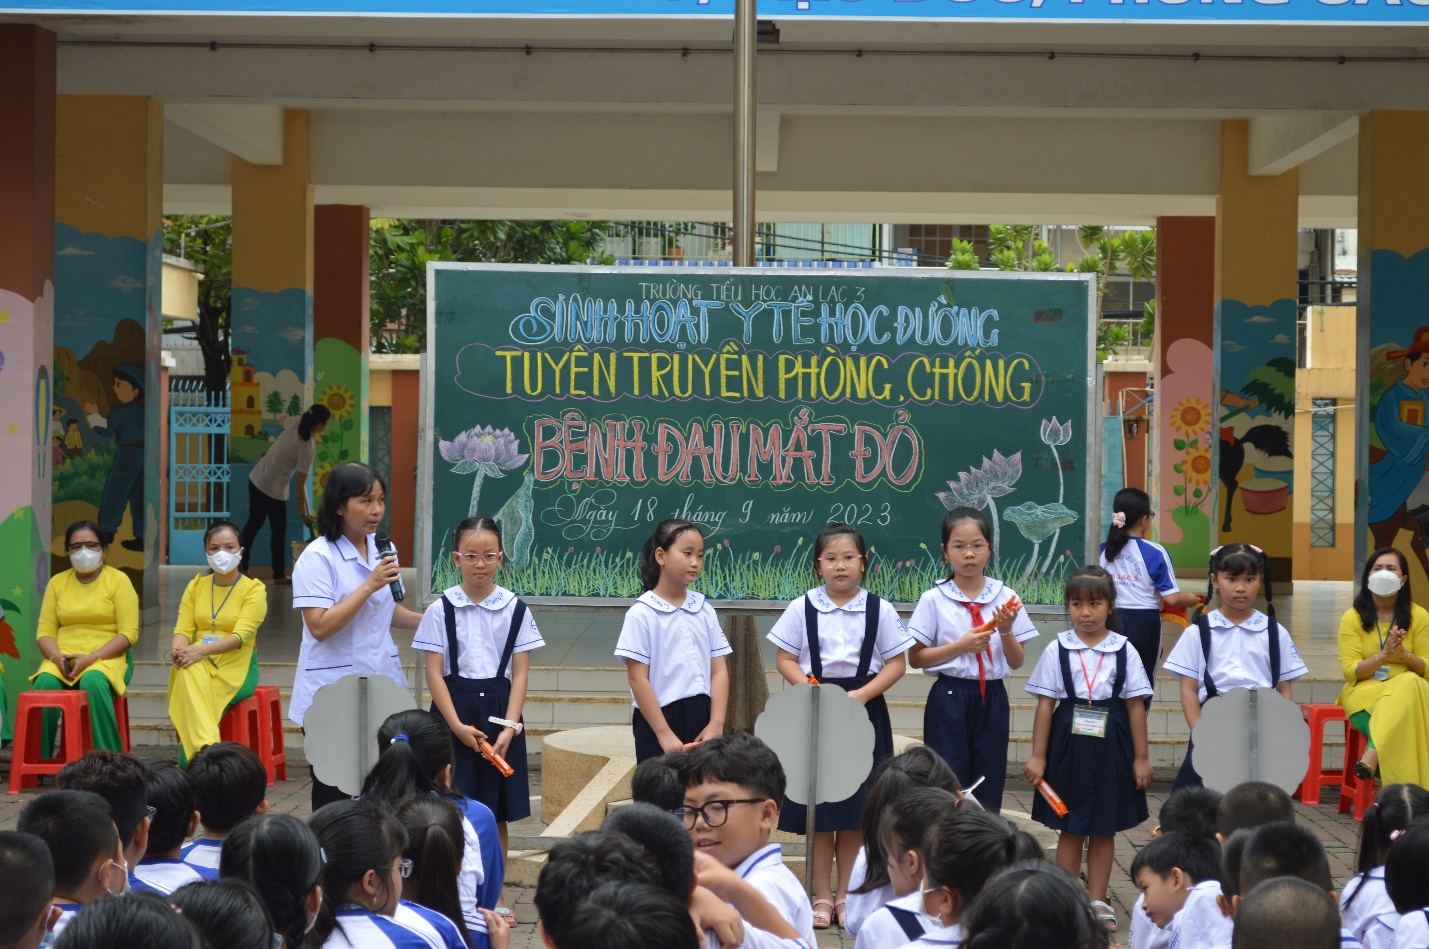 TRƯỜNG TIỂU HỌC AN LẠC 3
SINH HOẠT Y TẾ HỌC ĐƯỜNG
TUYÊN TRUYỀN PHÒNG, CHỐNG
BỆNH ĐAU MẮT ĐỎ
Ngày 18 tháng 9 năm 2023